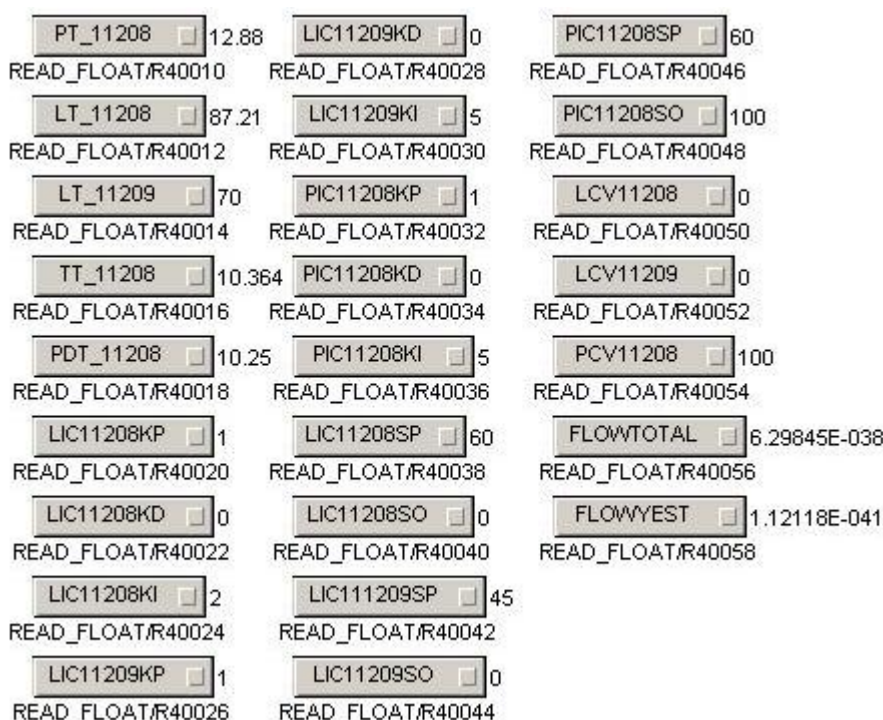 PT_11208 12.88 LIC11209KD 0 PIC11208SP 60
READ_FLOAT/R40010 READ_FLOAT/R40028 READ_FLOAT/R40046
LT_11208 87.21 LIC11209KI 5 PIC11208SO 100
READ_FLOAT/R40012 READ_FLOAT/R40030 READ_FLOAT/R40048
LT_11209 70 PIC11208KP 1 LCV11208 0
READ_FLOAT/R40014 READ_FLOAT/R40032 READ_FLOAT/R40050
TT_11208 10.364 PIC11208KD 0 LCV11209 0
READ_FLOAT/R40016 READ_FLOAT/R40034 READ_FLOAT/R40052
PDT_11208 10.25 PIC11208KI 5 PCV11208 100
READ_FLOAT/R40018 READ_FLOAT/R40036 READ_FLOAT/R40054
LIC11208KP 1 LIC11208SP 60 FLOWTOTAL 6.29845E-038
READ_FLOAT/R40020 READ_FLOAT/R40038 READ_FLOAT/R40056
LIC11208KD 0 LIC11208SO 0 FLOWYEST 1.12118E-041
READ_FLOAT/R40022 READ_FLOAT/R40040 READ_FLOAT/R40058
LIC11208KI 2 LIC111209SP 45
READ_FLOAT/R40024 READ_FLOAT/R40042
LIC11209KP 1 LIC11209SO 0
READ_FLOAT/R40026 READ_FLOAT/R40044